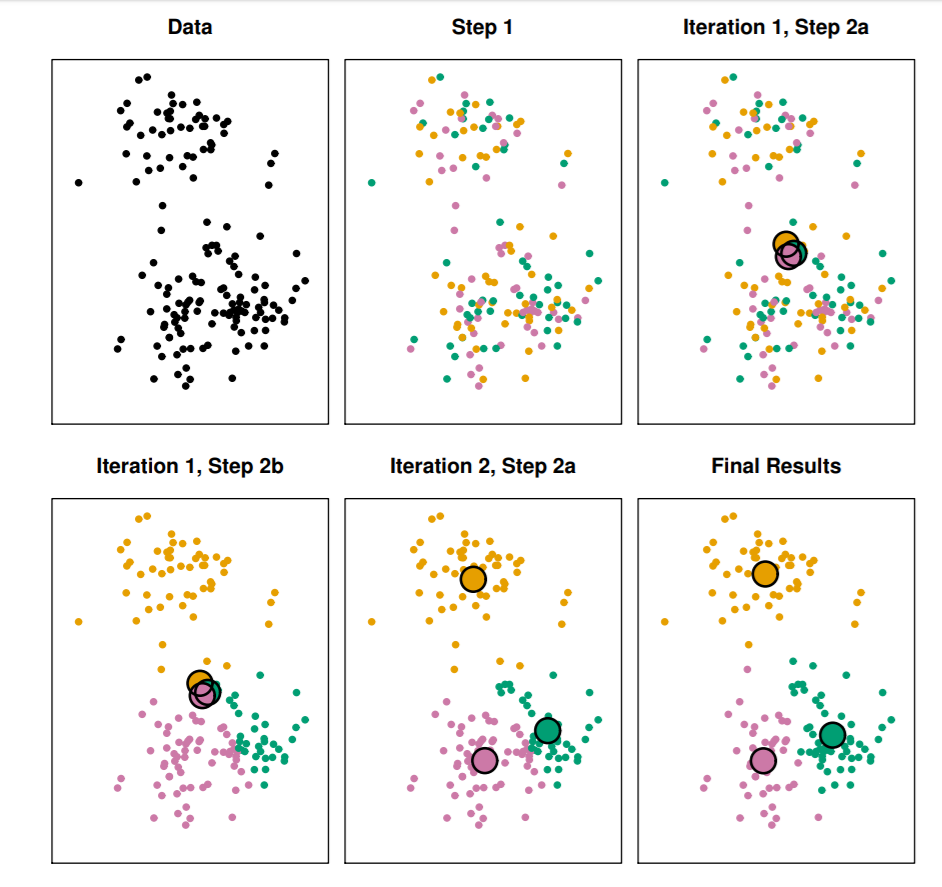 Data
Step 1
Iteration 1, Step 2a
Iteration 1, Step 2b
Iteration 2, Step 2a
Final Results